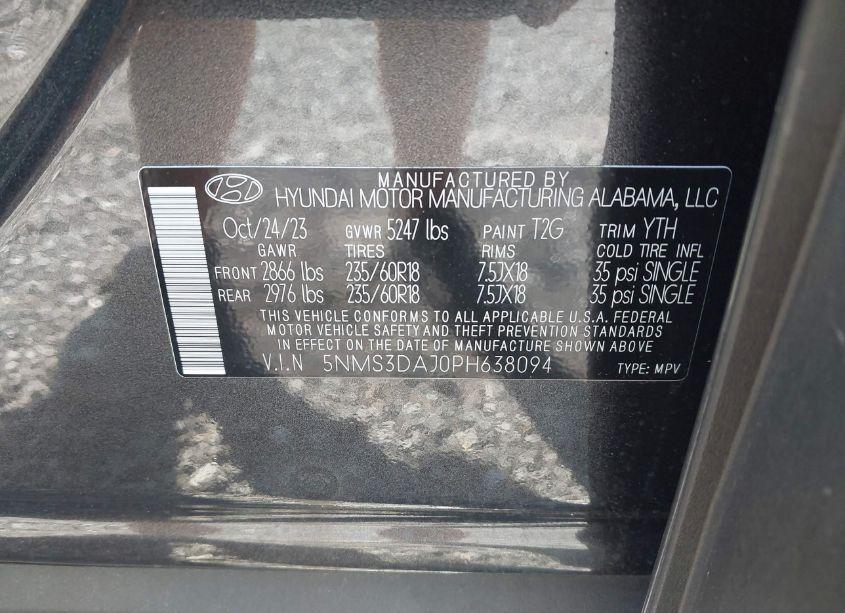 MANUFACTURED BY
HYUNDAI MOTOR MANUFACTURING ALABAMA, LLC
Oct/24/23 GVWR 5247 lbs PAINT T2G TRIM YTH
GAWR TIRES RIMS COLD TIRE INFL
FRONT 2866 lbs 235/60R18 7.5JX18 35 psi SINGLE
REAR 2976 lbs 235/60R18 7.5JX18 35 psi SINGLE
THIS VEHICLE CONFORMS TO ALL APPLICABLE U.S.A. FEDERAL
MOTOR VEHICLE SAFETY AND THEFT PREVENTION STANDARDS
IN EFFECT ON THE DATE OF MANUFACTURE SHOWN ABOVE
V.I.N 5NMS3DAJ0PH638094 TYPE: MPV